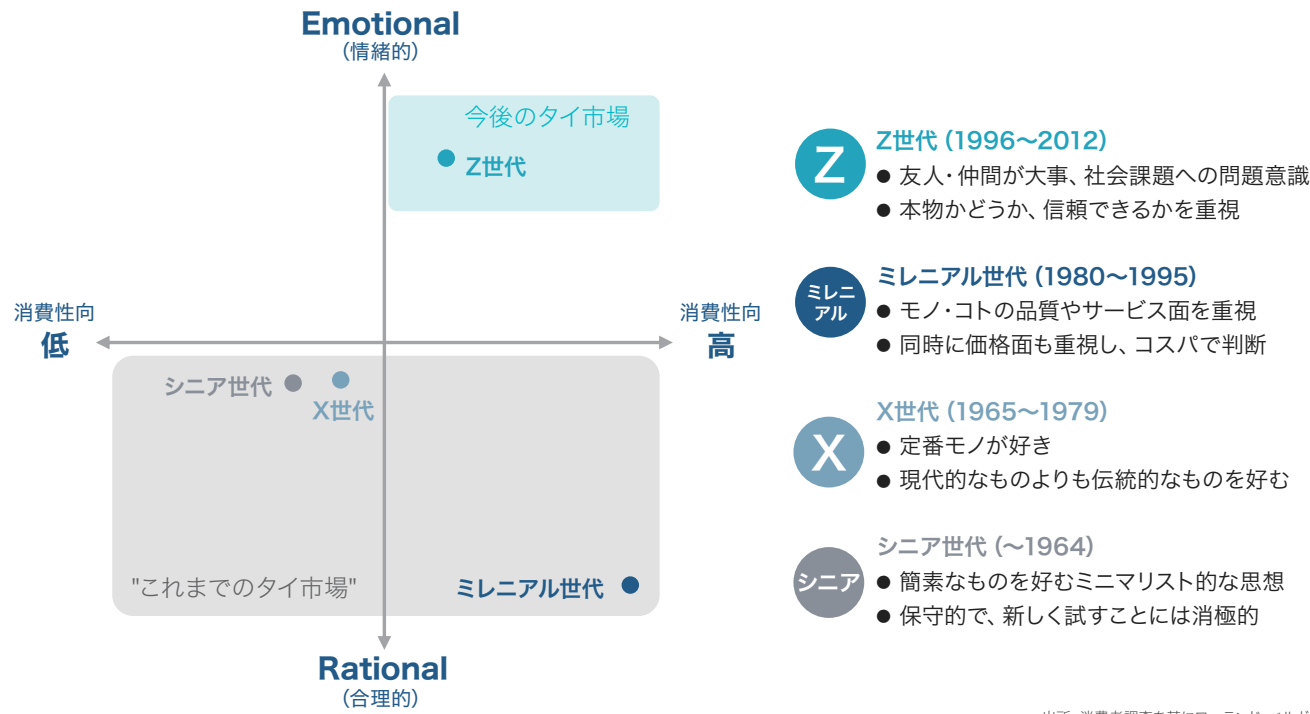 Emotional
（情緒的）
今後のタイ市場
Z世代
消費性向
低
消費性向
高
シニア世代
X世代
"これまでのタイ市場"
ミレニアル世代
Rational
（合理的）
Z
Z世代（1996〜2012）
● 友人・仲間が大事、社会課題への問題意識
● 本物かどうか、信頼できるかを重視
ミレニ
アル
ミレニアル世代（1980〜1995）
● モノ・コトの品質やサービス面を重視
● 同時に価格面も重視し、コスパで判断
X
X世代（1965〜1979）
● 定番モノが好き
● 現代的なものよりも伝統的なものを好む
シニア
シニア世代（〜1964）
● 簡素なものを好むミニマリスト的な思想
● 保守的で、新しく試すことには消極的